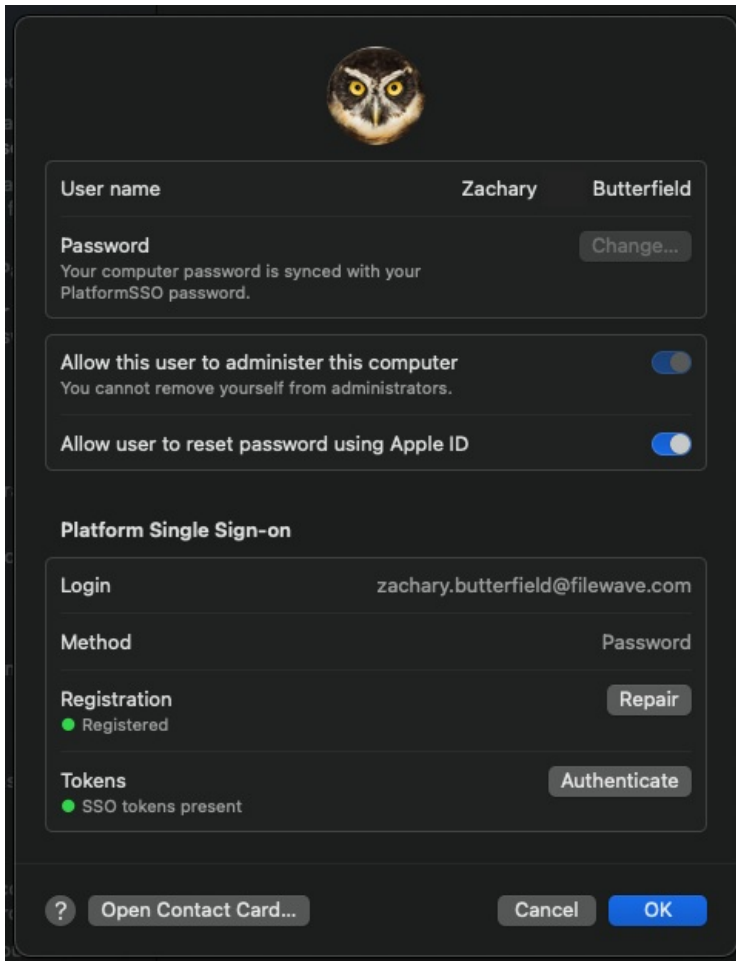 User name Zachary Butterfield
Password Change...
Your computer password is synced with your
PlatformSSO password.
Allow this user to administer this computer
You cannot remove yourself from administrators.
Allow user to reset password using Apple ID
Platform Single Sign-on
Login zachary.butterfield@filewave.com
Method Password
Registration Repair
Registered
Tokens Authenticate
SSO tokens present
? Open Contact Card... Cancel OK